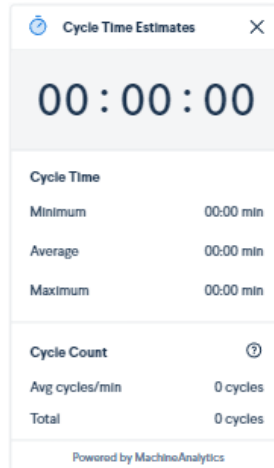 Cycle Time Estimates
00 : 00 : 00
Cycle Time
Minimum 00:00 min
Average 00:00 min
Maximum 00:00 min
Cycle Count
Avg cycles/min 0 cycles
Total 0 cycles
Powered by MachineAnalytics